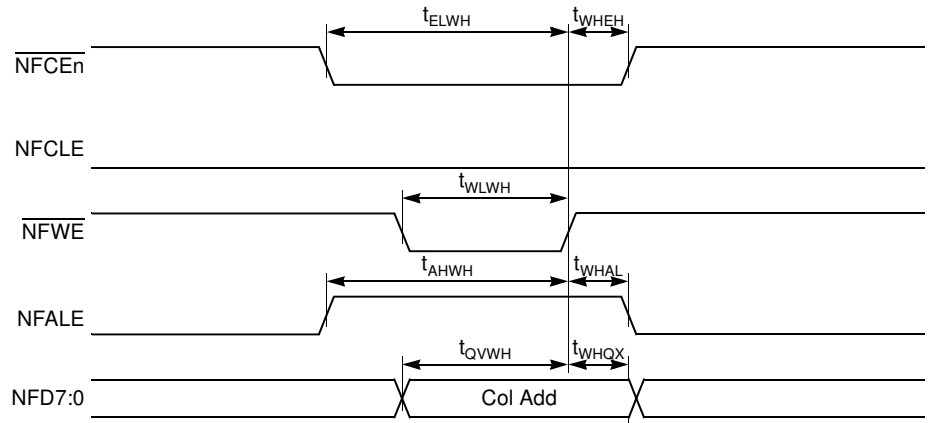 tELWH tWHEH
NFCEn
NFCLE
tWLWH
NFWE
tAHWH tWHAL
NFALE
tQVWH tWHQX
NFD7:0 Col Add